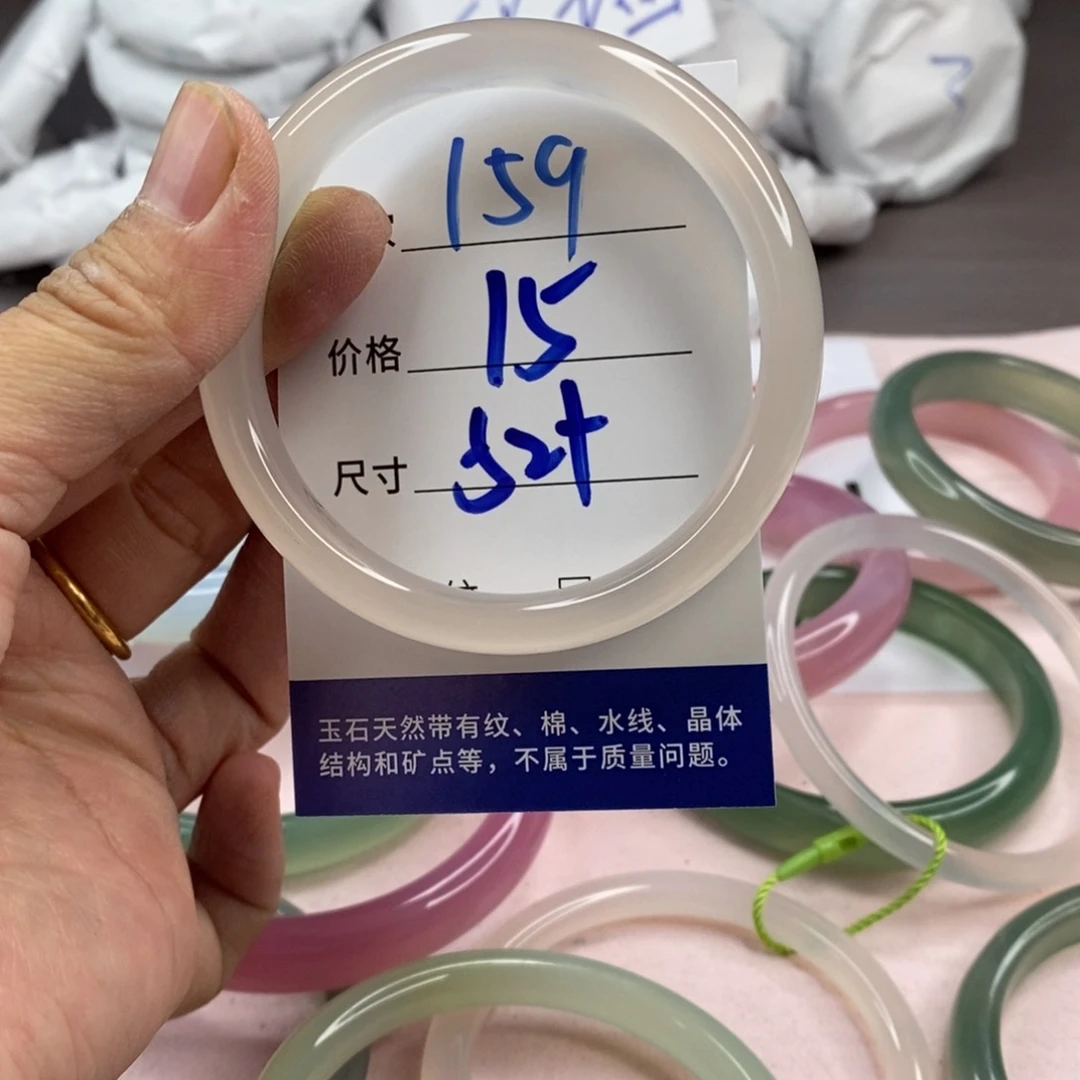 159
价格 15
尺寸 52+
玉石天然带有纹、棉、水线、晶体
结构和矿点等，不属于质量问题。